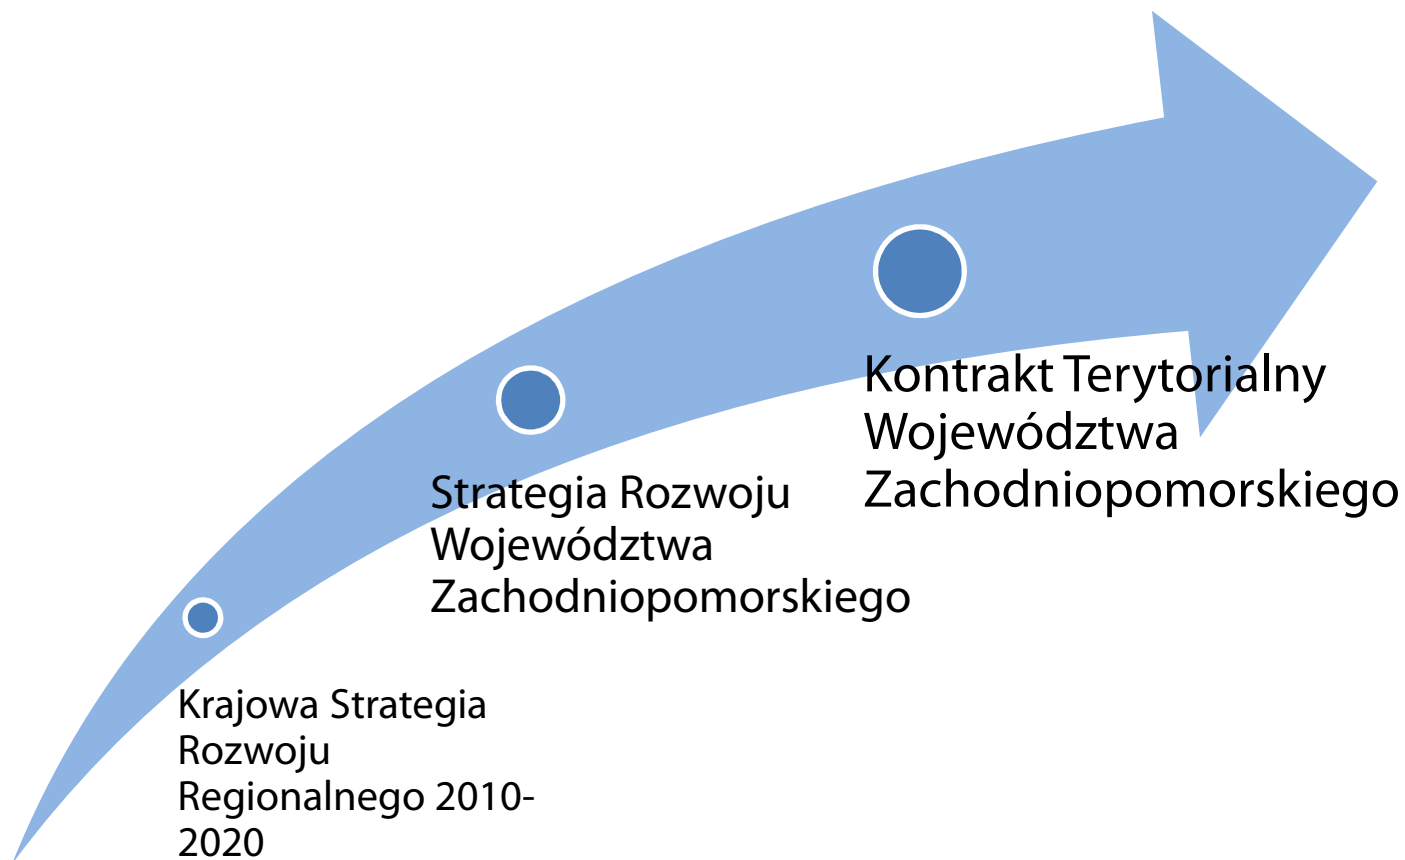 Kontrakt Terytorialny
Województwa
Zachodniopomorskiego
Strategia Rozwoju
Województwa
Zachodniopomorskiego
Krajowa Strategia
Rozwoju
Regionalnego 2010-
2020